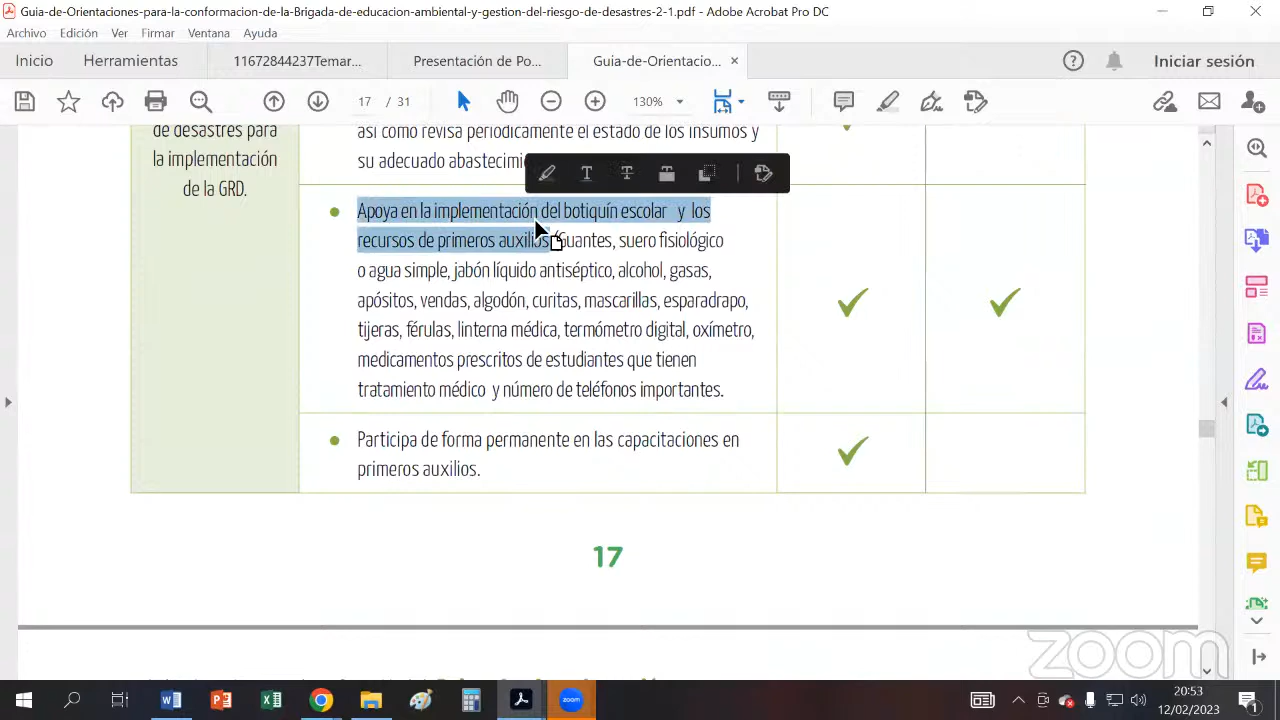 Guia-de-Orientaciones-para-la-conformacion-de-la-Brigada-de-educacion-ambiental-y-gestion-del-riesgo-de-desastres-2-1.pdf - Adobe Acrobat Pro DC
Archivo Edición Ver Firmar Ventana Ayuda
Inicio Herramientas 11672844237Temar... Presentación de Po... Guia-de-Orientacio... Iniciar sesión
17 / 31 130%
de desastres para
la implementación
de la GRD.
así como revisa periódicamente el estado de los insumos y
su adecuado
Apoya en la implementación del botiquín escolar y los
recursos de primeros auxilios (Guantes, suero fisiológico
o agua simple, jabón líquido antiséptico, alcohol, gasas,
apósitos, vendas, algodón, curitas, mascarillas, esparadrapo,
tijeras, férulas, linterna médica, termómetro digital, oxímetro,
medicamentos prescritos de estudiantes que tienen
tratamiento médico y número de teléfonos importantes.
Participa de forma permanente en las capacitaciones en
primeros auxilios.
17
zoom
zoom
20:53
12/02/2023
1